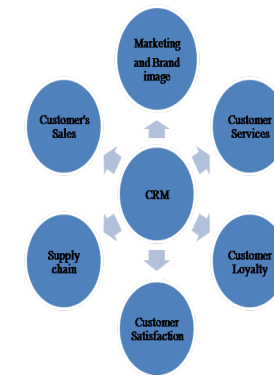 Marketing
and Brand
image
Customer's
Sales
Customer
Services
CRM
Supply
chain
Customer
Loyalty
Customer
Satisfaction